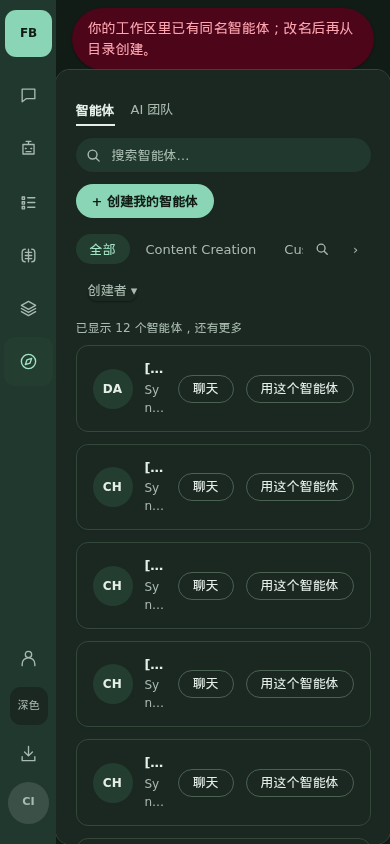 FB
你的工作区里已有同名智能体；改名后再从
目录创建。
智能体
AI 团队
搜索智能体…
+ 创建我的智能体
全部
Content Creation
Cu
›
创建者 ▾
已显示 12 个智能体，还有更多
DA
[…
Sy
n…
聊天
用这个智能体
CH
[…
Sy
n…
聊天
用这个智能体
CH
[…
Sy
n…
聊天
用这个智能体
CH
[…
Sy
n…
聊天
用这个智能体
CH
[…
Sy
n…
聊天
用这个智能体
深色
CI